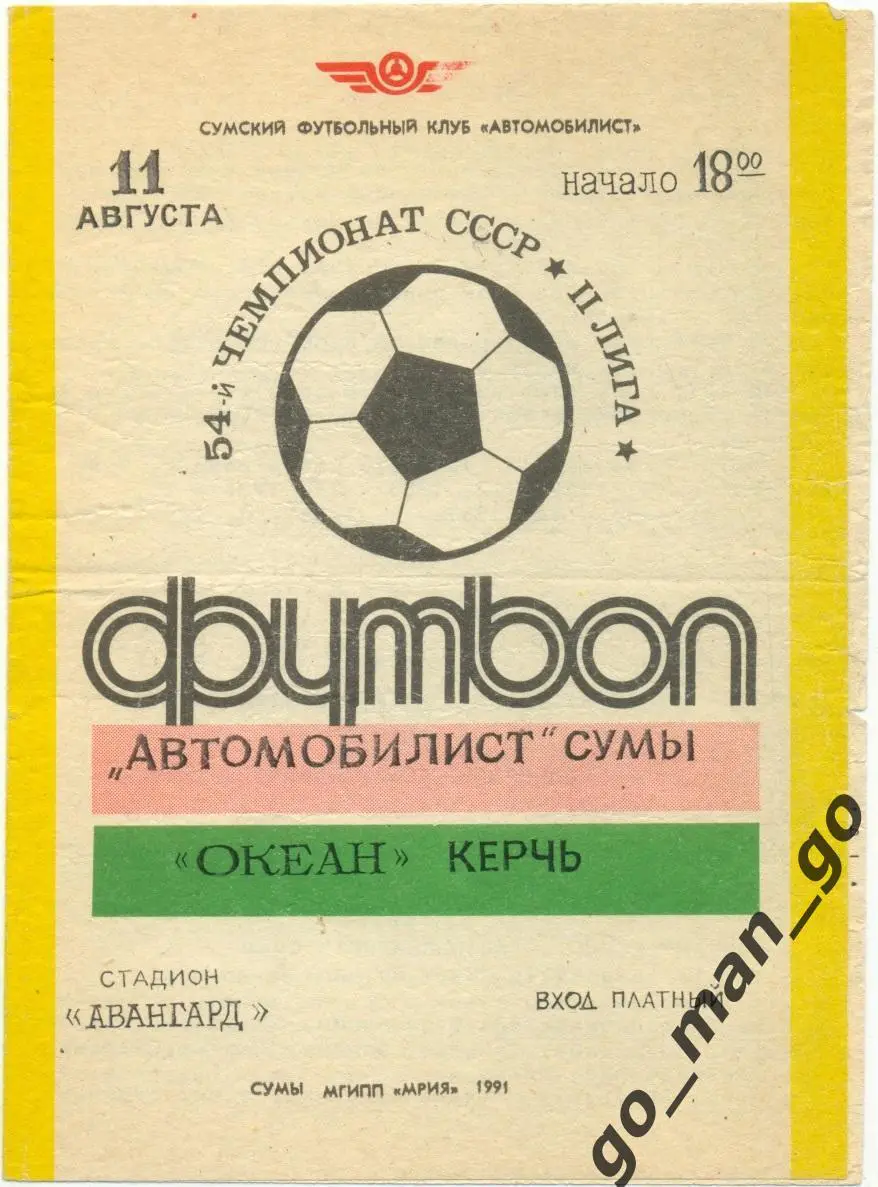 СУМСКИЙ ФУТБОЛЬНЫЙ КЛУБ «АВТОМОБИЛИСТ»
11
АВГУСТА
начало 18⁰⁰
54-й ЧЕМПИОНАТ СССР ★ II ЛИГА ★
футбол
„АВТОМОБИЛИСТ“ СУМЫ
«ОКЕАН» КЕРЧЬ
СТАДИОН
«АВАНГАРД»
ВХОД ПЛАТНЫЙ
СУМЫ МГИПП «МРИЯ» 1991
go_man_go